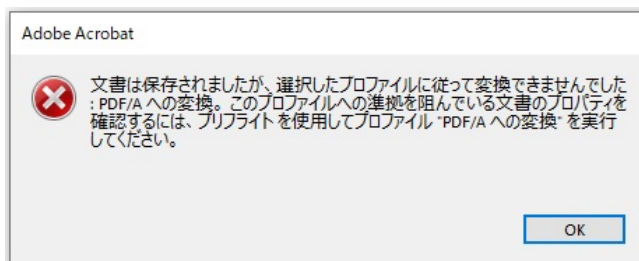 Adobe Acrobat
文書は保存されましたが、選択したプロファイルに従って変換できませんでした
: PDF/A への変換。このプロファイルへの準拠を阻んでいる文書のプロパティを
確認するには、プリフライト を使用してプロファイル "PDF/A への変換" を実行
してください。
OK